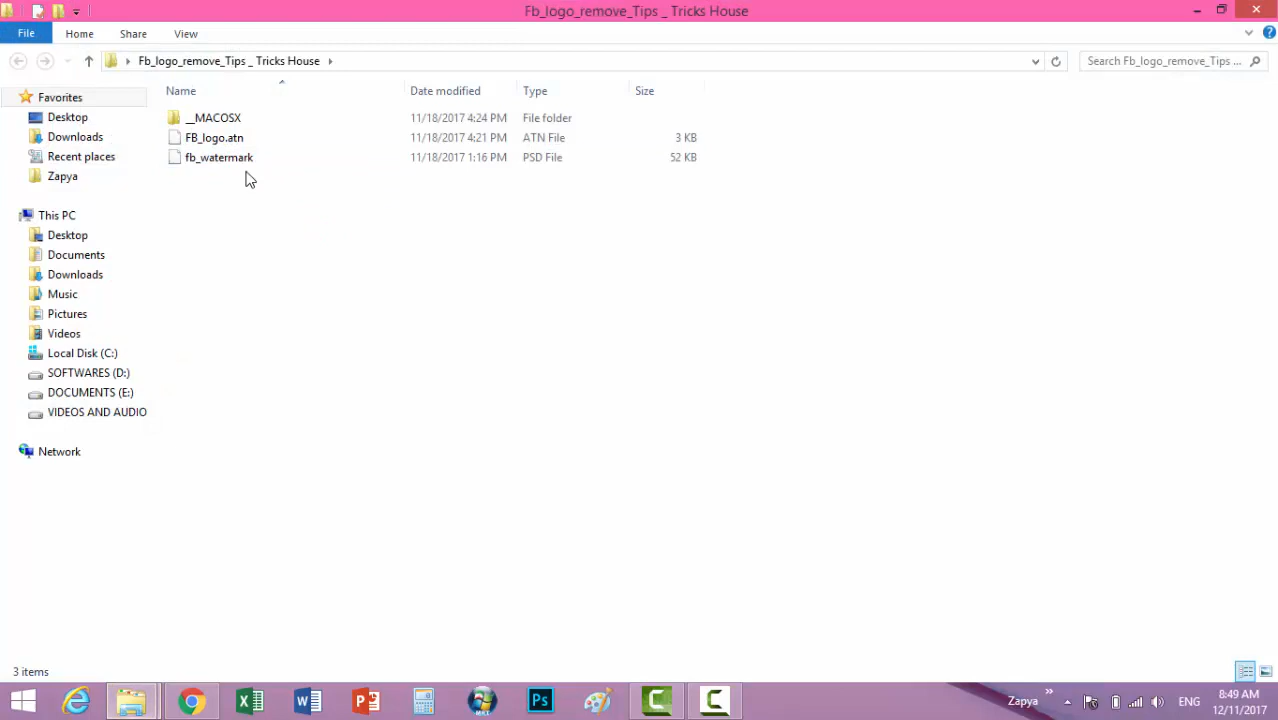 Fb_logo_remove_Tips _ Tricks House
File Home Share View
Fb_logo_remove_Tips _ Tricks House
Search Fb_logo_remove_Tips _ ...
Name Date modified Type Size
__MACOSX 11/18/2017 4:24 PM File folder
FB_logo.atn 11/18/2017 4:21 PM ATN File 3 KB
fb_watermark 11/18/2017 1:16 PM PSD File 52 KB
Favorites
Desktop
Downloads
Recent places
Zapya
This PC
Desktop
Documents
Downloads
Music
Pictures
Videos
Local Disk (C:)
SOFTWARES (D:)
DOCUMENTS (E:)
VIDEOS AND AUDIO
Network
3 items
Zapya ENG 8:49 AM
12/11/2017